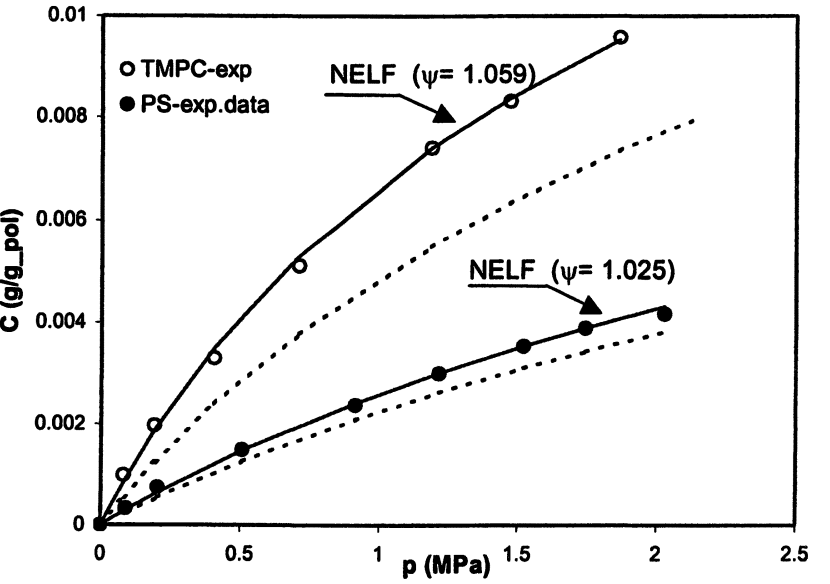 0.01
TMPC-exp
NELF (ψ= 1.059)
PS-exp.data
0.008
0.006
NELF (ψ= 1.025)
C (g/g_pol)
0.004
0.002
0
0 0.5 1 1.5 2 2.5
p (MPa)